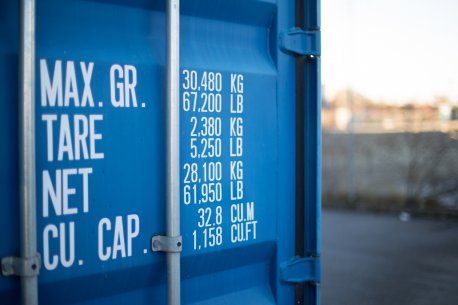 MAX. GR. 30,480 KG
67,200 LB
TARE 2,380 KG
5,250 LB
NET 28,100 KG
61,950 LB
CU. CAP. 32.8 CU.M
1,158 CU.FT